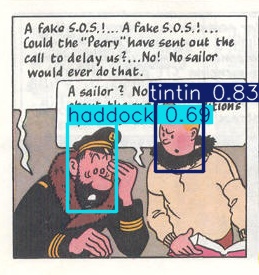 A fake S.O.S.!... A fake S.O.S.! ...
Could the "Peary" have sent out the
call to delay us?... No! No sailor
would ever do that.
A sailor ? No
tintin 0.83
haddock 0.69